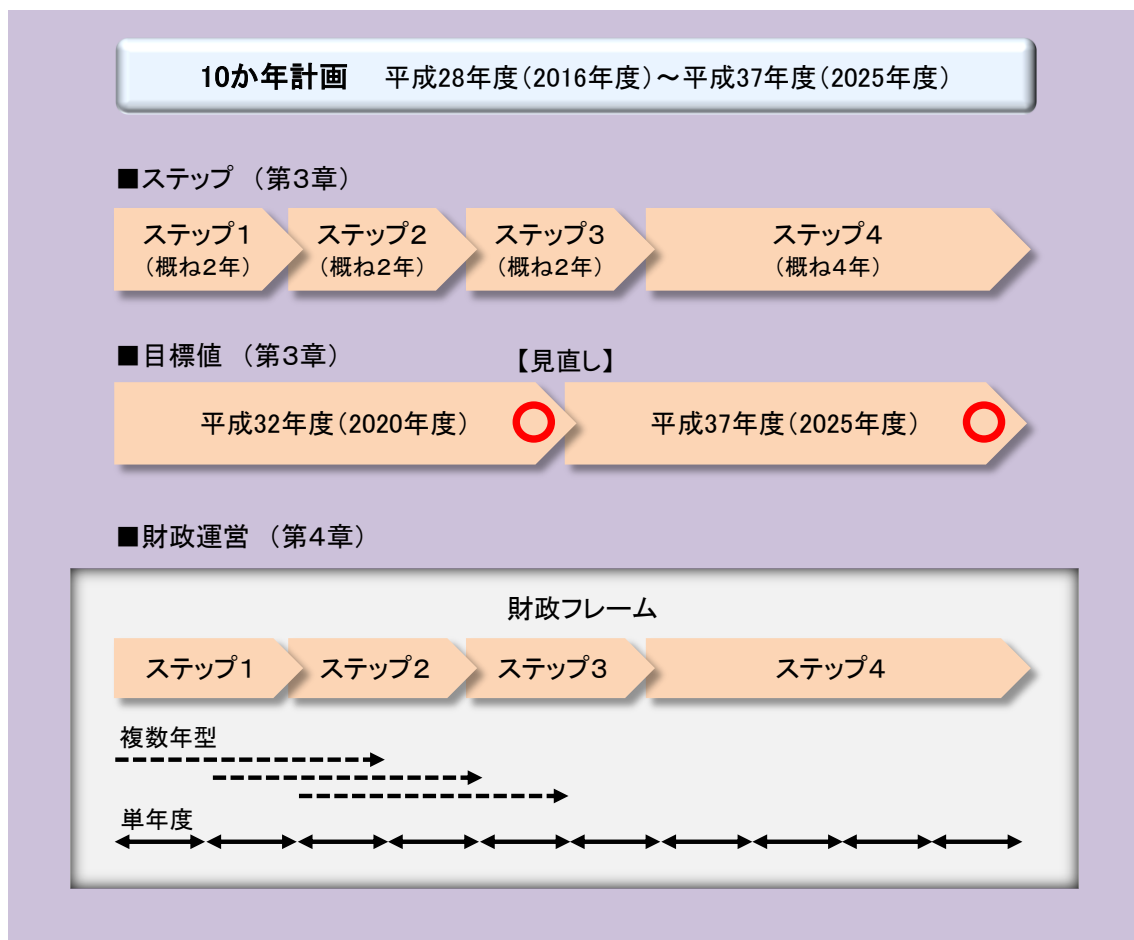 10か年計画 平成28年度(2016年度)～平成37年度(2025年度)
■ステップ （第３章）
ステップ１ ステップ２ ステップ３ ステップ４
（概ね２年） （概ね２年） （概ね２年） （概ね４年）
■目標値 （第３章） 【見直し】
平成32年度(2020年度) 平成37年度(2025年度)
■財政運営 （第４章）
財政フレーム
ステップ１ ステップ２ ステップ３ ステップ４
複数年型
単年度